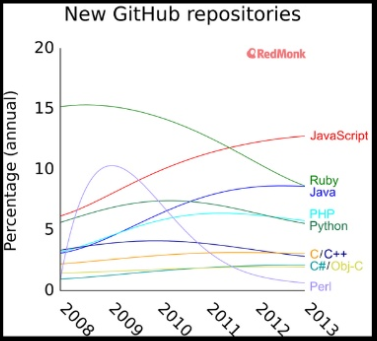 New GitHub repositories
RedMonk
Percentage (annual)
20
15
10
5
0
JavaScript
Ruby
Java
PHP
Python
C/C++
C#/Obj-C
Perl
2008
2009
2010
2011
2012
2013